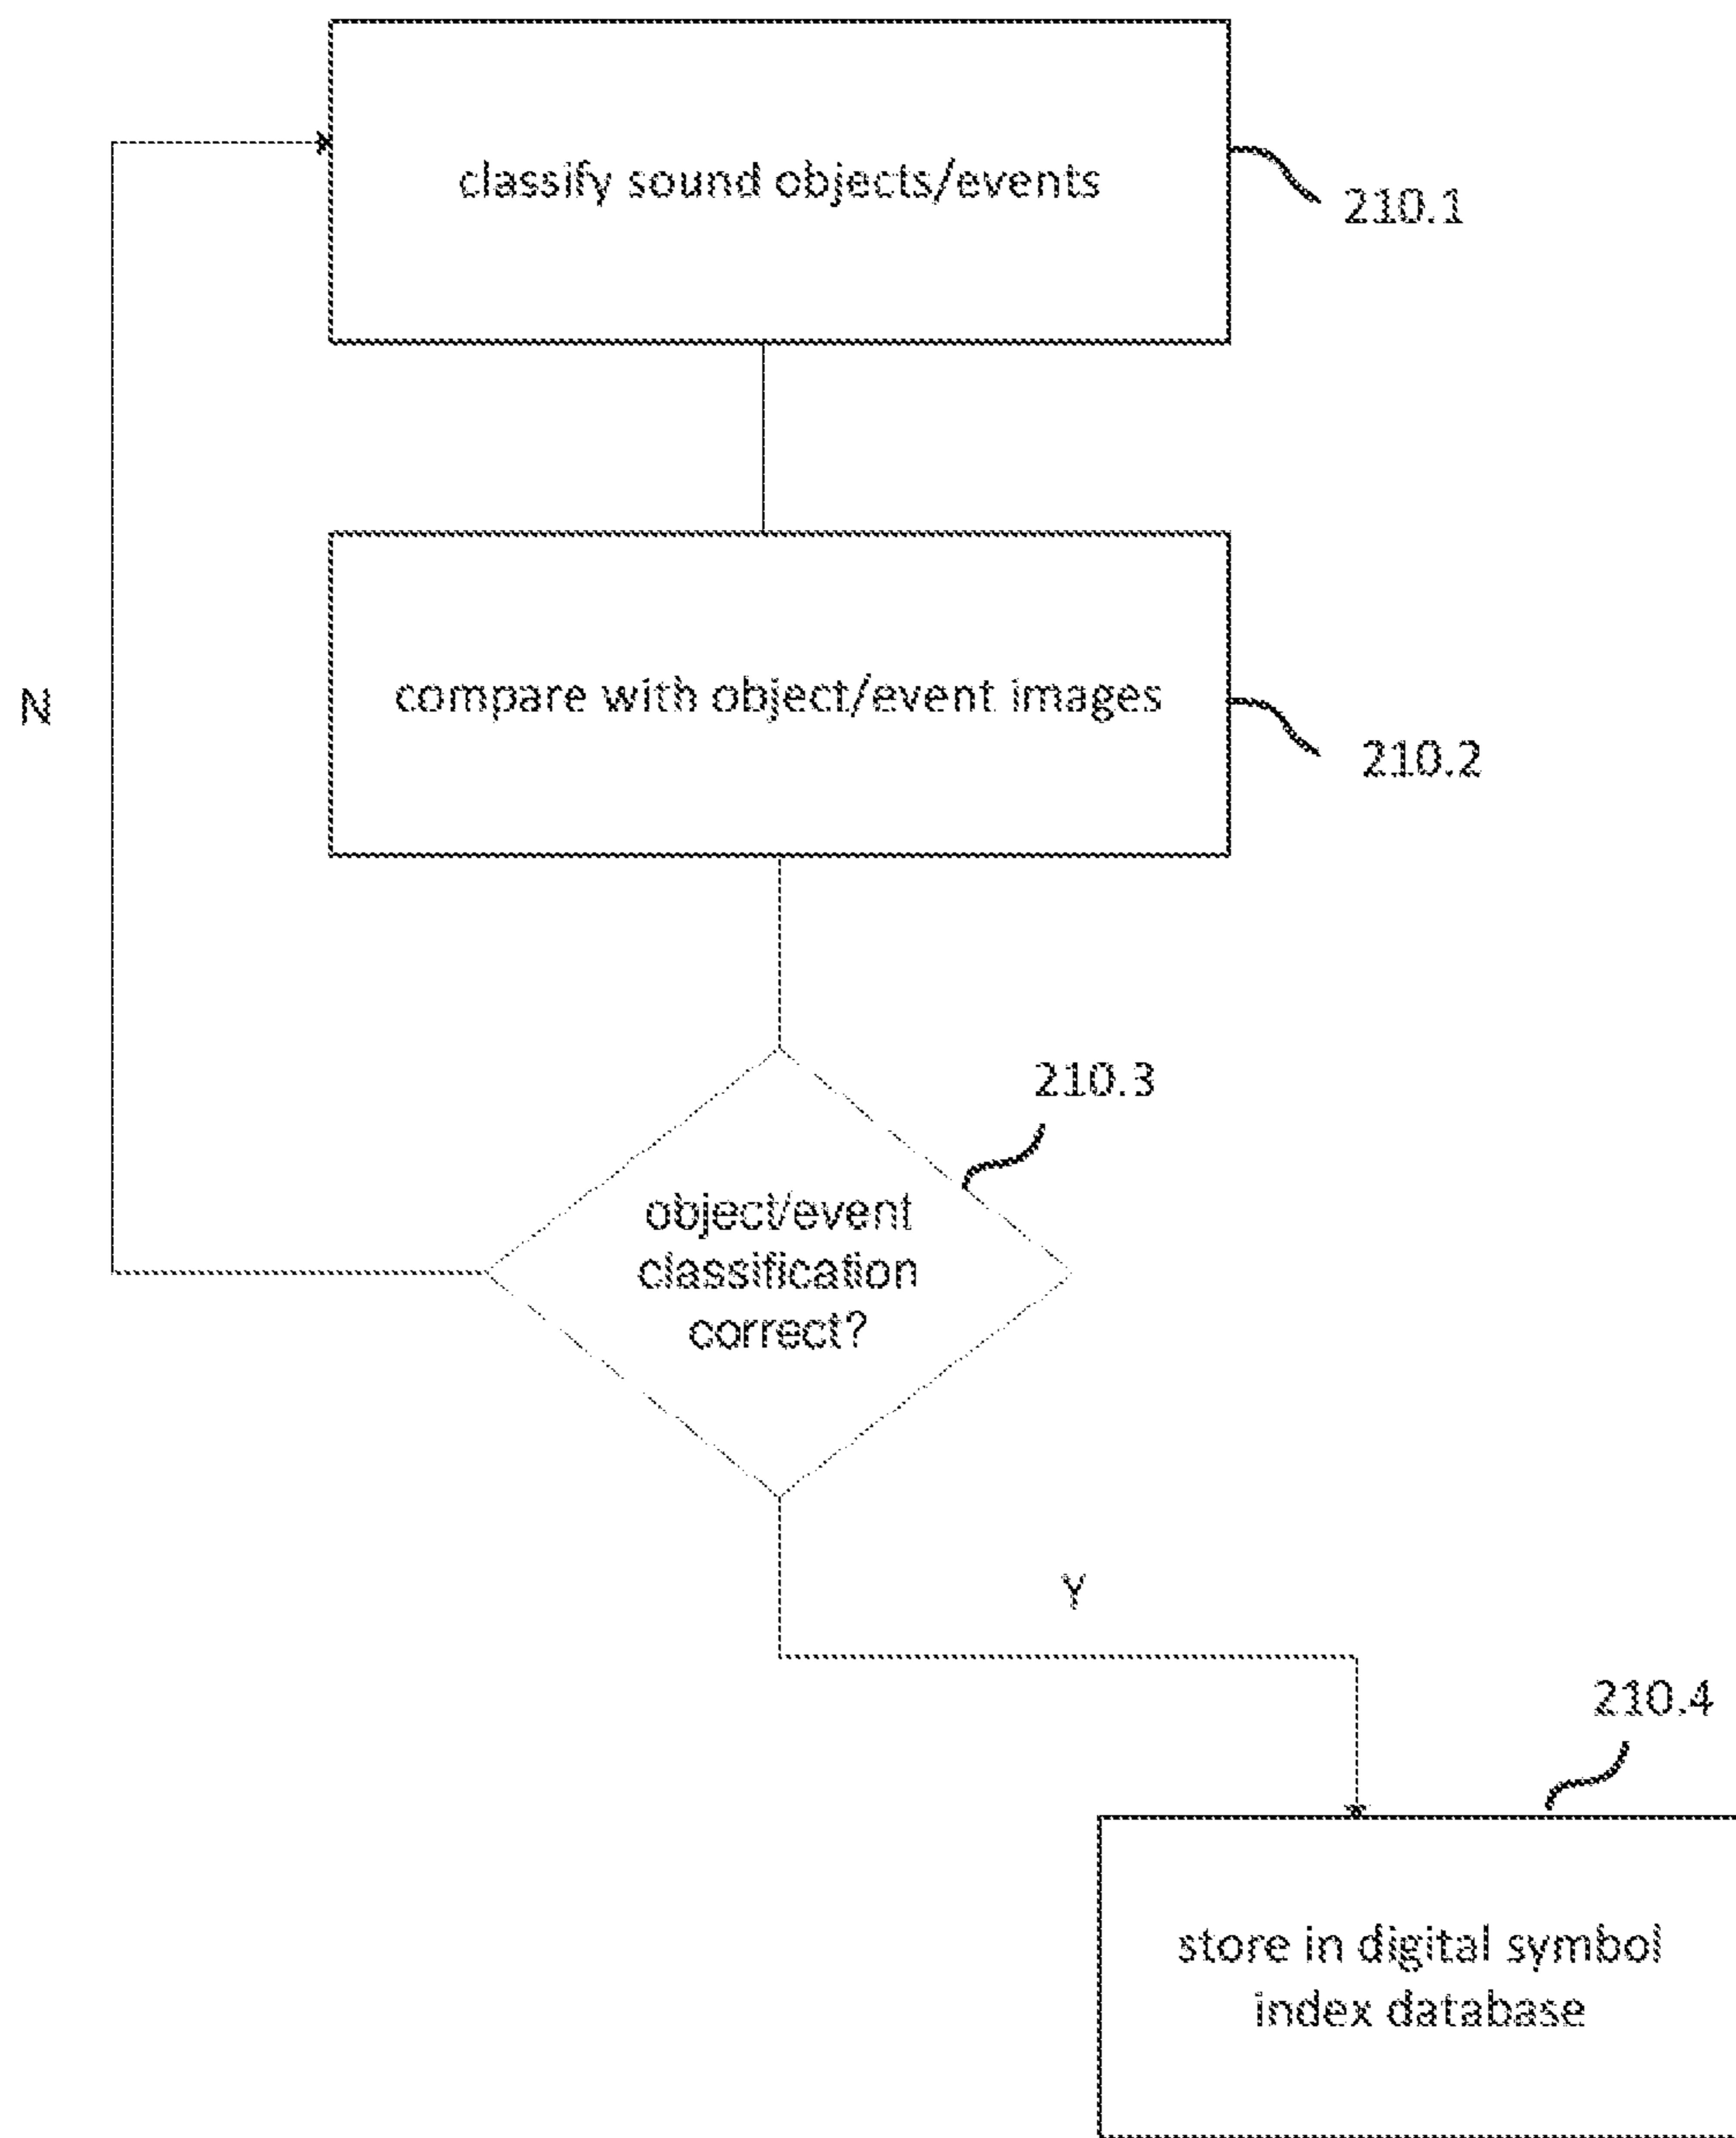 classify sound objects/events
210.1
compare with object/event images
210.2
N
210.3
object/event
classification
correct?
Y
210.4
store in digital symbol
index database